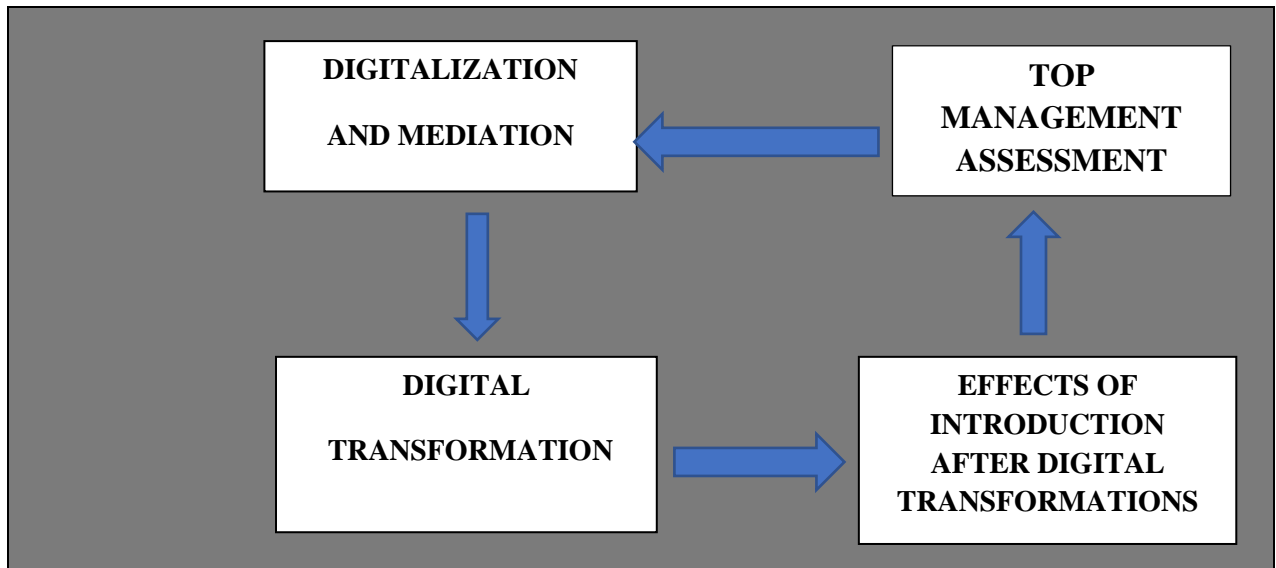 DIGITALIZATION
AND MEDIATION
TOP
MANAGEMENT
ASSESSMENT
DIGITAL
TRANSFORMATION
EFFECTS OF
INTRODUCTION
AFTER DIGITAL
TRANSFORMATIONS